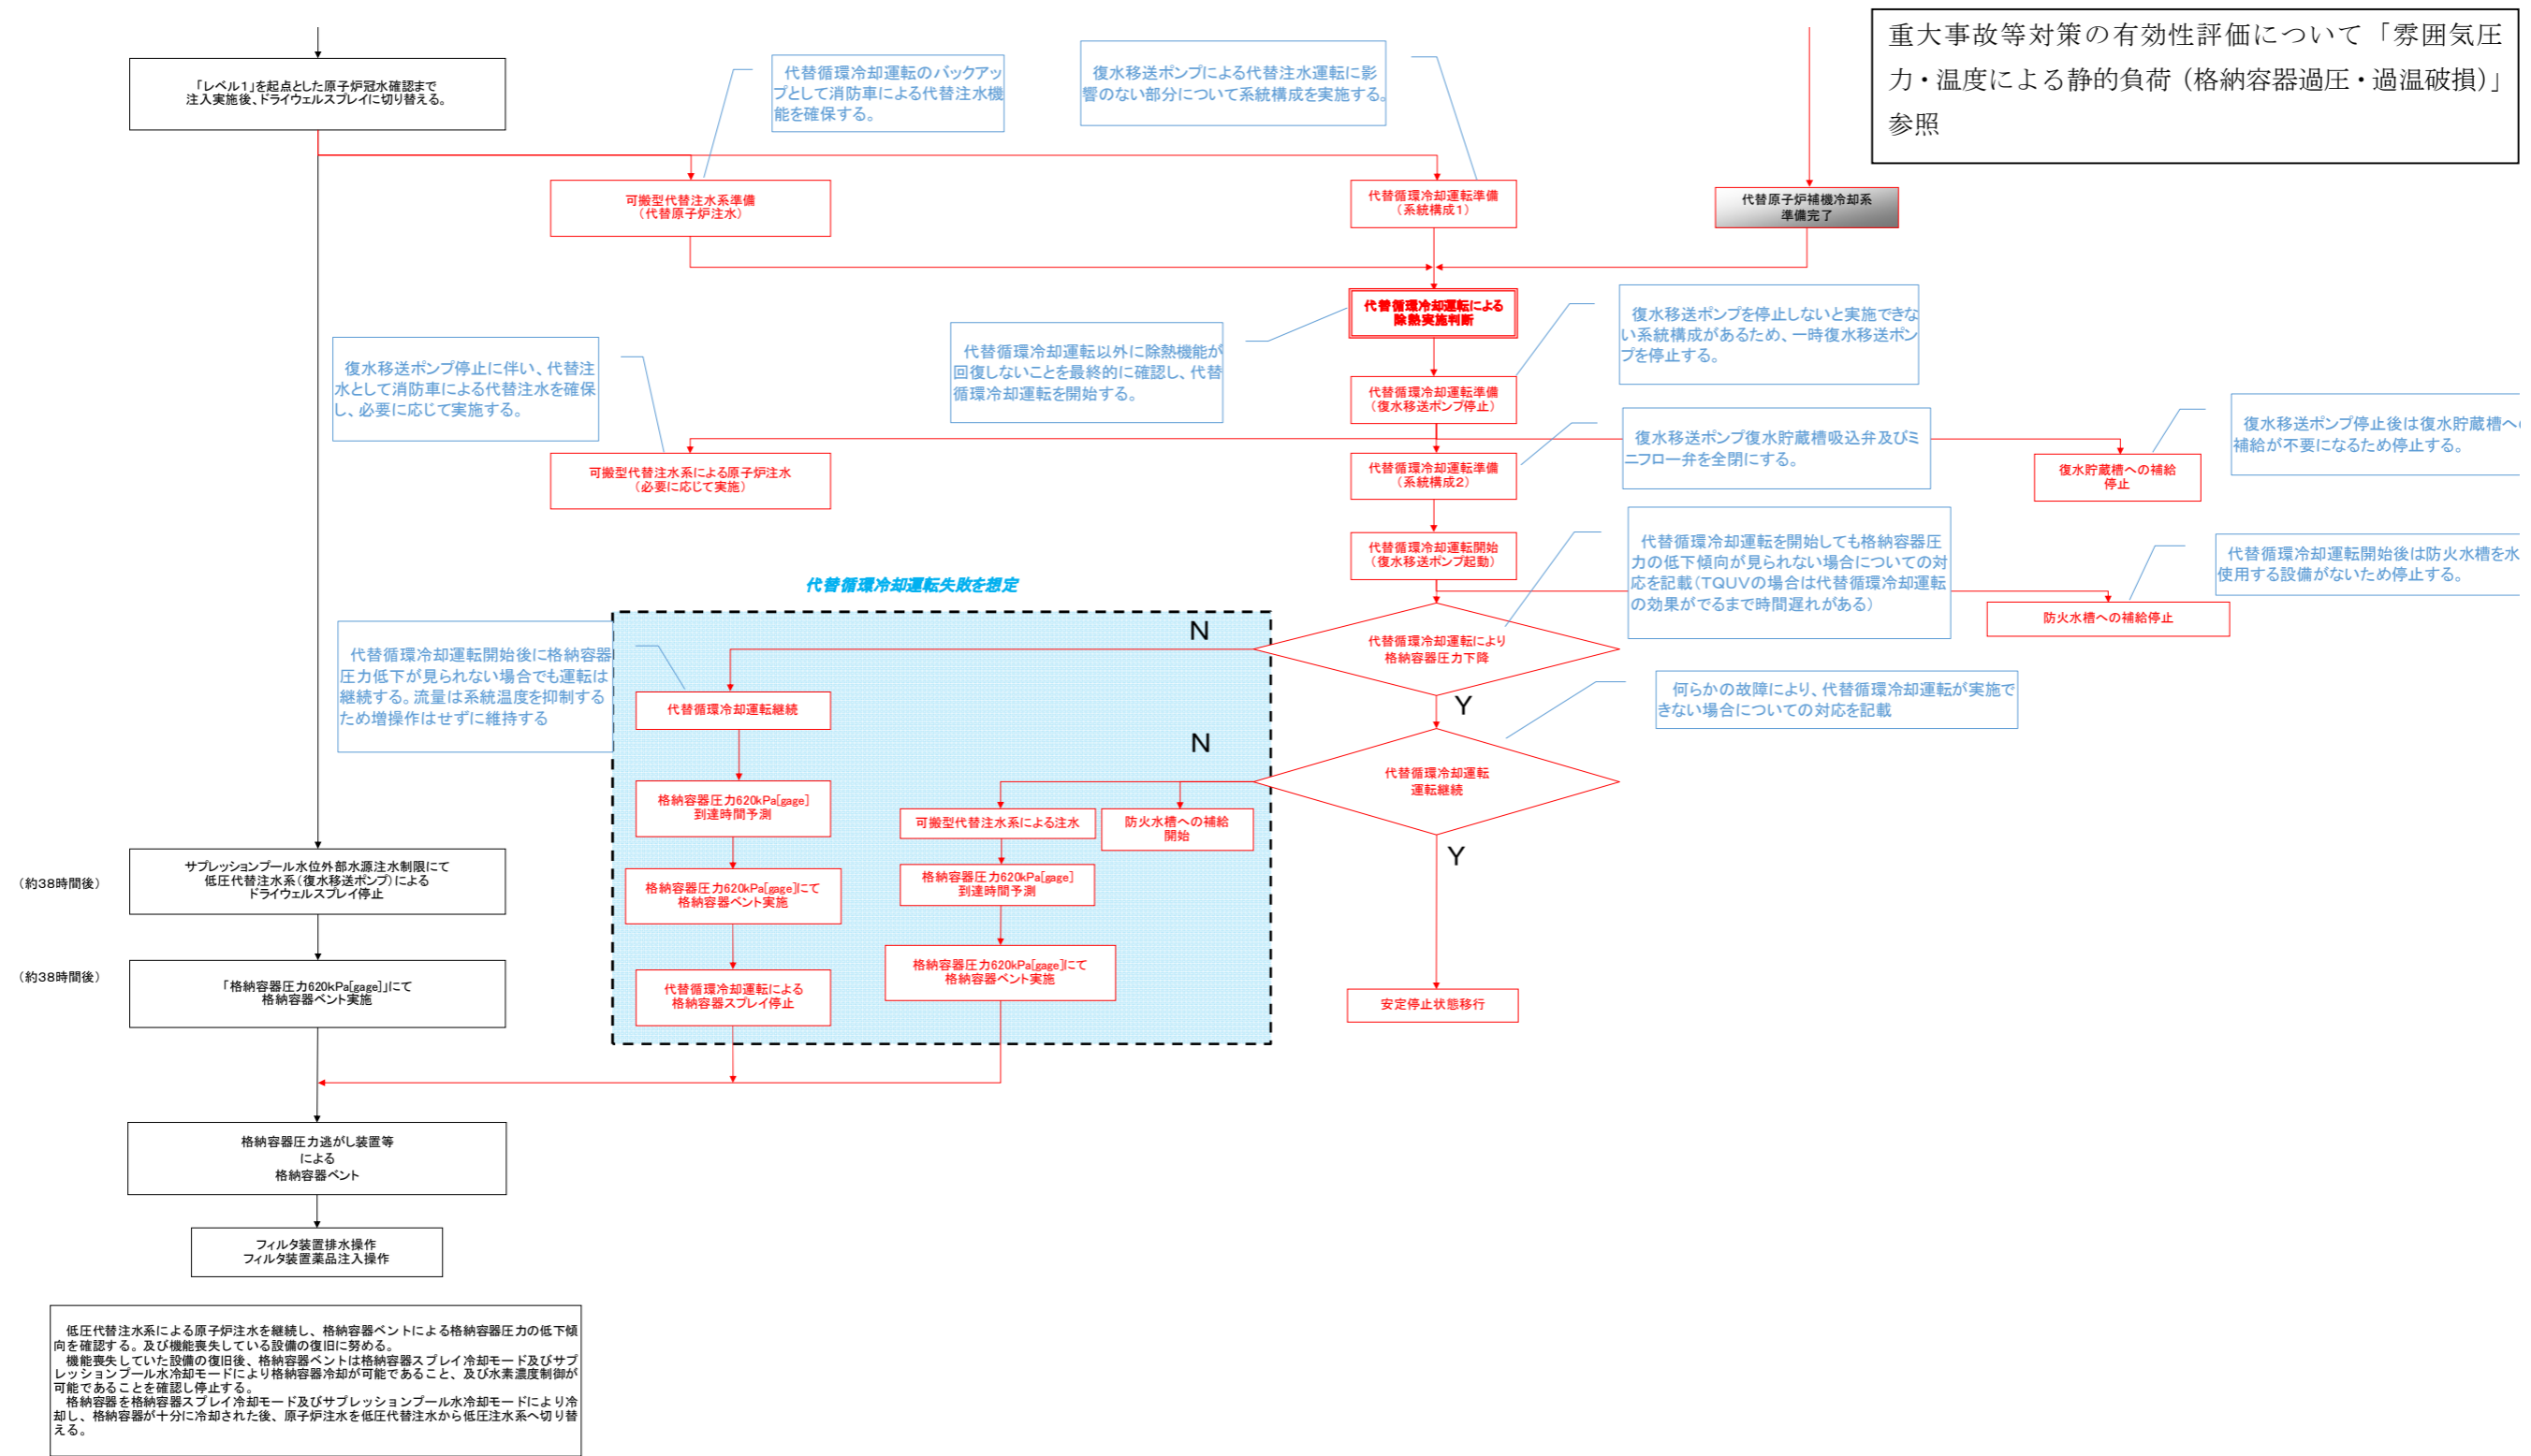 重大事故等対策の有効性評価について「雰囲気圧
力・温度による静的負荷（格納容器過圧・過温破損）」
参照
「レベル１」を起点とした原子炉冠水確認まで
注入実施後、ドライウェルスプレイに切り替える。
代替循環冷却運転のバックアッ
プとして消防車による代替注水機
能を確保する。
復水移送ポンプによる代替注水運転に影
響のない部分について系統構成を実施する。
可搬型代替注水系準備
（代替原子炉注水）
代替循環冷却運転準備
（系統構成１）
代替原子炉補機冷却系
準備完了
代替循環冷却運転による
除熱実施判断
復水移送ポンプを停止しないと実施できな
い系統構成があるため、一時復水移送ポン
プを停止する。
代替循環冷却運転以外に除熱機能が
回復しないことを最終的に確認し、代替
循環冷却運転を開始する。
復水移送ポンプ停止に伴い、代替注
水として消防車による代替注水を確保
し、必要に応じて実施する。
代替循環冷却運転準備
（復水移送ポンプ停止）
復水移送ポンプ復水貯蔵槽吸込弁及びミ
ニフロー弁を全閉にする。
復水移送ポンプ停止後は復水貯蔵槽へ
補給が不要になるため停止する。
可搬型代替注水系による原子炉注水
（必要に応じて実施）
代替循環冷却運転準備
（系統構成２）
復水貯蔵槽への補給
停止
代替循環冷却運転開始
（復水移送ポンプ起動）
代替循環冷却運転を開始しても格納容器圧
力の低下傾向が見られない場合についての対
応を記載（TQUVの場合は代替循環冷却運転
の効果がでるまで時間遅れがある）
代替循環冷却運転開始後は防火水槽を水
使用する設備がないため停止する。
防火水槽への補給停止
代替循環冷却運転失敗を想定
N
代替循環冷却運転により
格納容器圧力下降
代替循環冷却運転開始後に格納容器
圧力低下が見られない場合でも運転は
継続する。流量は系統温度を抑制する
ため増操作はせずに維持する
代替循環冷却運転継続
Y
何らかの故障により、代替循環冷却運転が実施で
きない場合についての対応を記載
N
代替循環冷却運転
運転継続
格納容器圧力620kPa[gage]
到達時間予測
可搬型代替注水系による注水
防火水槽への補給
開始
Y
（約38時間後）
サプレッションプール水位外部水源注水制限にて
低圧代替注水系（復水移送ポンプ）による
ドライウェルスプレイ停止
格納容器圧力620kPa[gage]にて
格納容器ベント実施
格納容器圧力620kPa[gage]
到達時間予測
（約38時間後）
「格納容器圧力620kPa[gage]」にて
格納容器ベント実施
代替循環冷却運転による
格納容器スプレイ停止
格納容器圧力620kPa[gage]にて
格納容器ベント実施
安定停止状態移行
格納容器圧力逃がし装置等
による
格納容器ベント
フィルタ装置排水操作
フィルタ装置薬品注入操作
低圧代替注水系による原子炉注水を継続し、格納容器ベントによる格納容器圧力の低下傾
向を確認する。及び機能喪失している設備の復旧に努める。
機能喪失していた設備の復旧後、格納容器ベントは格納容器スプレイ冷却モード及びサプ
レッションプール水冷却モードにより格納容器冷却が可能であること、及び水素濃度制御が
可能であることを確認し停止する。
格納容器を格納容器スプレイ冷却モード及びサプレッションプール水冷却モードにより冷
却し、格納容器が十分に冷却された後、原子炉注水を低圧代替注水から低圧注水系へ切り替
える。